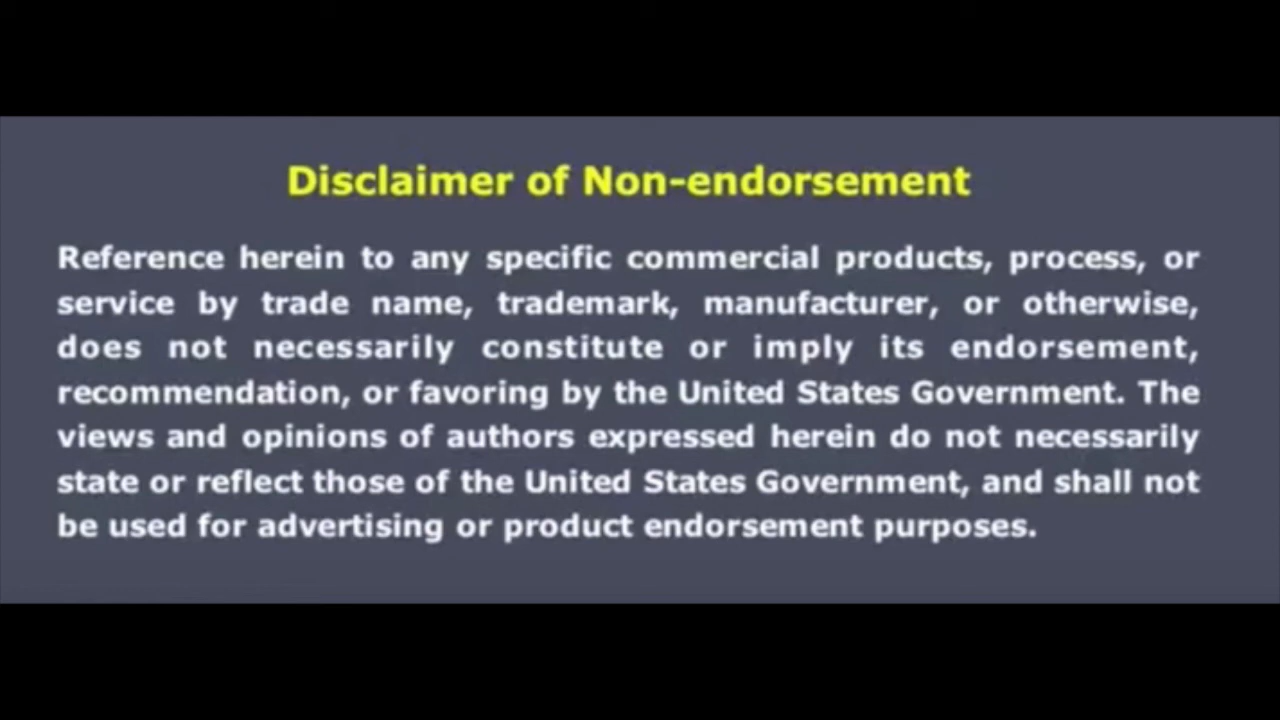 Disclaimer of Non-endorsement
Reference herein to any specific commercial products, process, or
service by trade name, trademark, manufacturer, or otherwise,
does not necessarily constitute or imply its endorsement,
recommendation, or favoring by the United States Government. The
views and opinions of authors expressed herein do not necessarily
state or reflect those of the United States Government, and shall not
be used for advertising or product endorsement purposes.